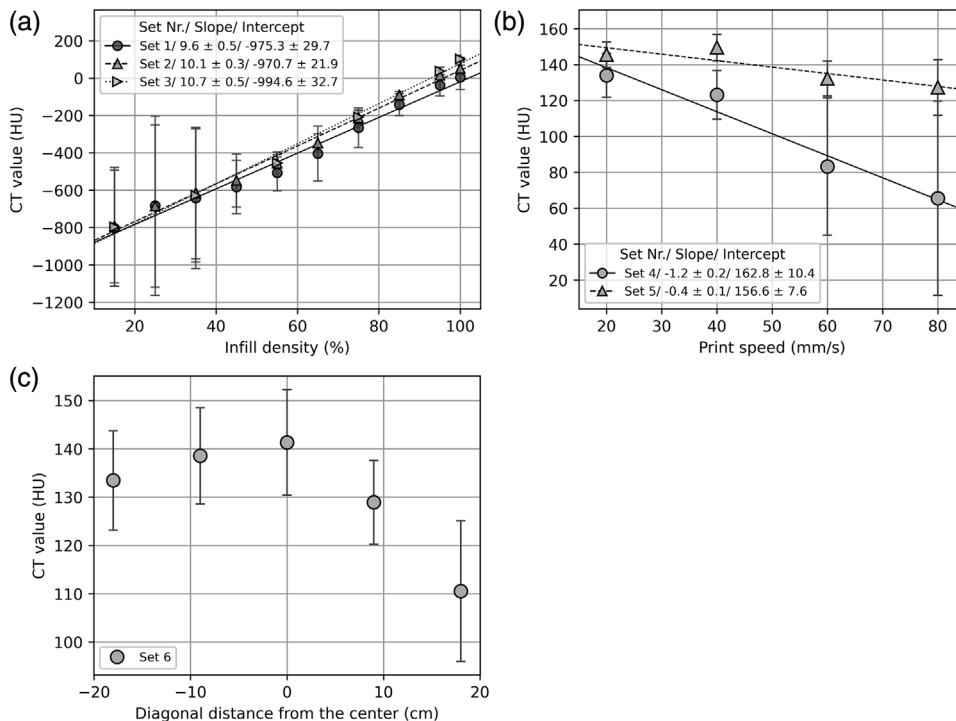 (a)
Set Nr./ Slope/ Intercept
Set 1/ 9.6 ± 0.5/ -975.3 ± 29.7
Set 2/ 10.1 ± 0.3/ -970.7 ± 21.9
Set 3/ 10.7 ± 0.5/ -994.6 ± 32.7
200
0
−200
−400
−600
−800
−1000
−1200
CT value (HU)
20
40
60
80
100
Infill density (%)
(b)
160
140
120
100
80
60
40
20
CT value (HU)
Set Nr./ Slope/ Intercept
Set 4/ -1.2 ± 0.2/ 162.8 ± 10.4
Set 5/ -0.4 ± 0.1/ 156.6 ± 7.6
20
30
40
50
60
70
80
Print speed (mm/s)
(c)
150
140
130
120
110
100
CT value (HU)
Set 6
−20
−10
0
10
20
Diagonal distance from the center (cm)